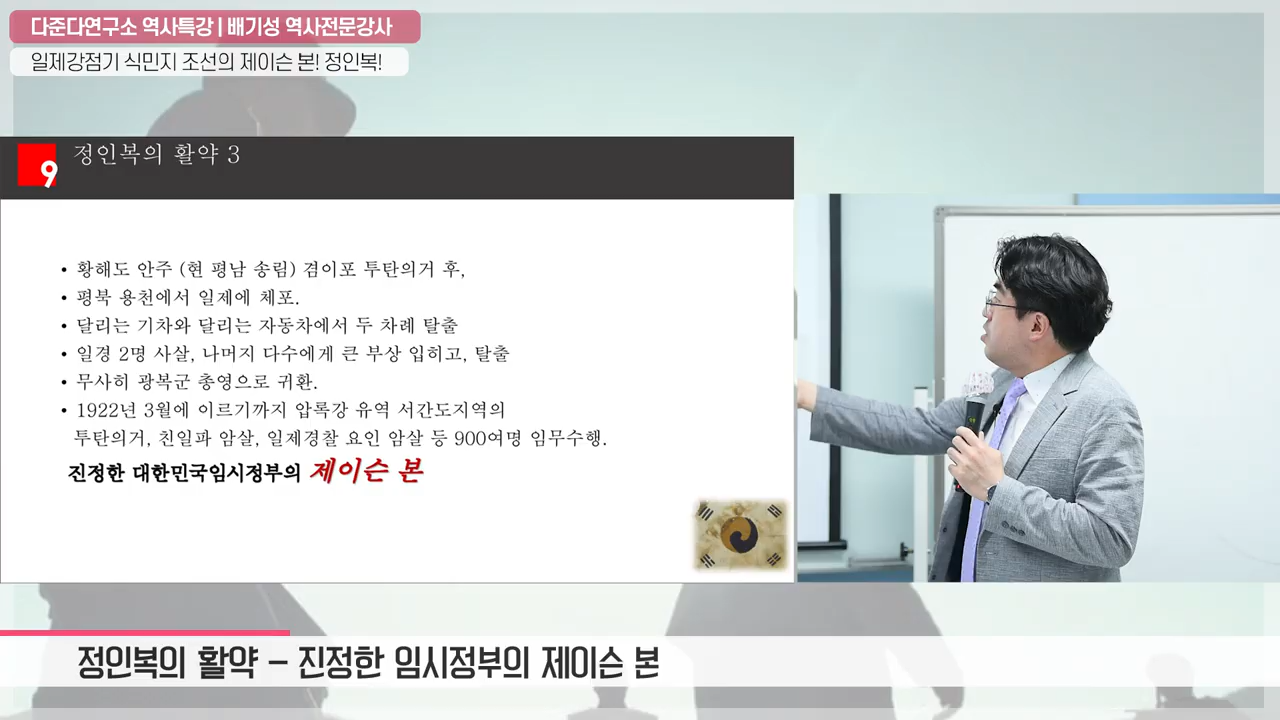 다준다연구소 역사특강 | 배기성 역사전문강사
일제강점기 식민지 조선의 제이슨 본! 정인복!
9
정인복의 활약 3
• 황해도 안주 (현 평남 송림) 겸이포 투탄의거 후,
• 평북 용천에서 일제에 체포.
• 달리는 기차와 달리는 자동차에서 두 차례 탈출
• 일경 2명 사살, 나머지 다수에게 큰 부상 입히고, 탈출
• 무사히 광복군 총영으로 귀환.
• 1922년 3월에 이르기까지 압록강 유역 서간도지역의
투탄의거, 친일파 암살, 일제경찰 요인 암살 등 900여명 임무수행.
진정한 대한민국임시정부의 제이슨 본
정인복의 활약 – 진정한 임시정부의 제이슨 본